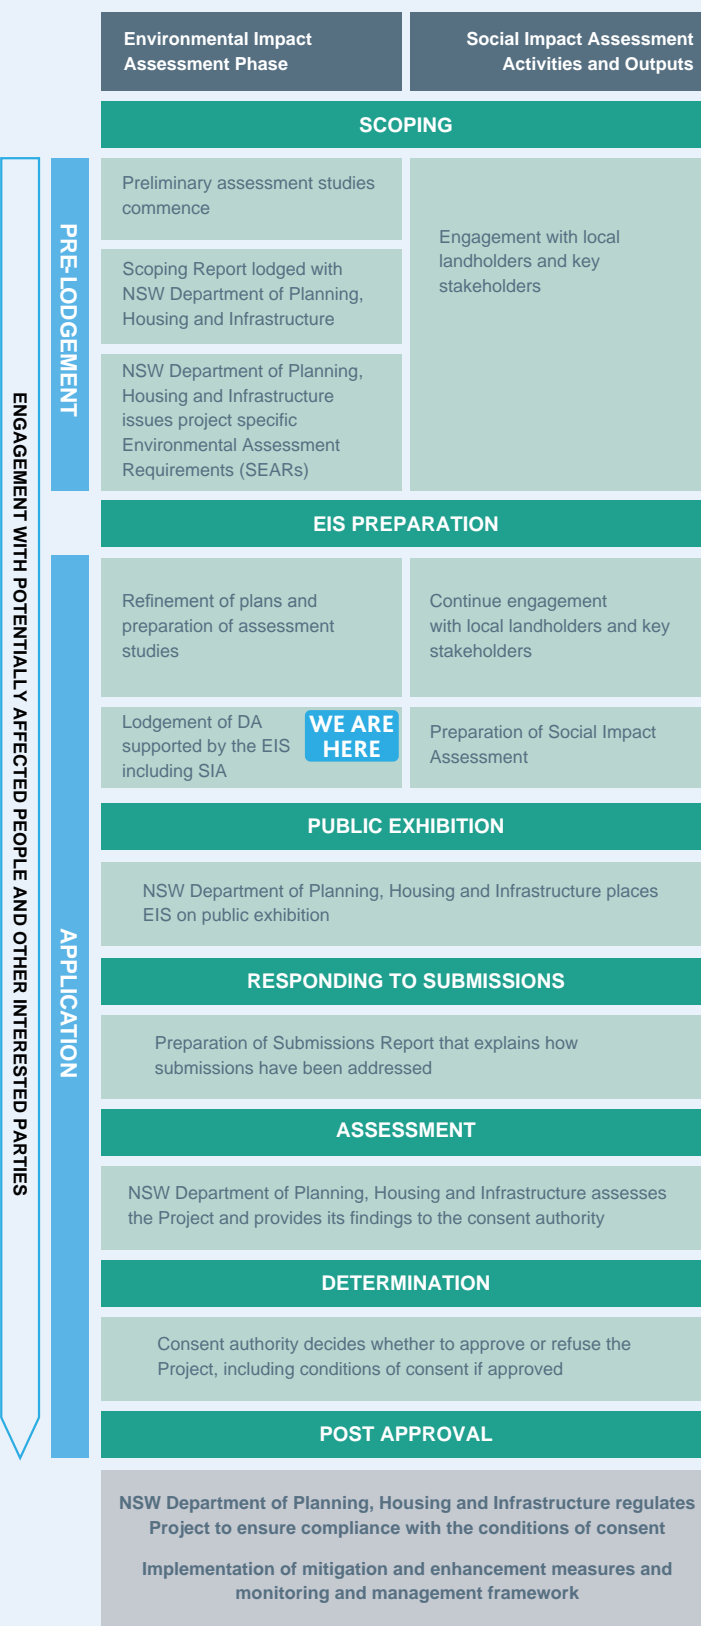 Environmental Impact
Assessment Phase
Social Impact Assessment
Activities and Outputs
SCOPING
ENGAGEMENT WITH POTENTIALLY AFFECTED PEOPLE AND OTHER INTERESTED PARTIES
PRE-LODGEMENT
Preliminary assessment studies
commence
Scoping Report lodged with
NSW Department of Planning,
Housing and Infrastructure
NSW Department of Planning,
Housing and Infrastructure
issues project specific
Environmental Assessment
Requirements (SEARs)
Engagement with local
landholders and key
stakeholders
EIS PREPARATION
APPLICATION
Refinement of plans and
preparation of assessment
studies
Continue engagement
with local landholders and key
stakeholders
Lodgement of DA
supported by the EIS
including SIA
WE ARE
HERE
Preparation of Social Impact
Assessment
PUBLIC EXHIBITION
NSW Department of Planning, Housing and Infrastructure places
EIS on public exhibition
RESPONDING TO SUBMISSIONS
Preparation of Submissions Report that explains how
submissions have been addressed
ASSESSMENT
NSW Department of Planning, Housing and Infrastructure assesses
the Project and provides its findings to the consent authority
DETERMINATION
Consent authority decides whether to approve or refuse the
Project, including conditions of consent if approved
POST APPROVAL
NSW Department of Planning, Housing and Infrastructure regulates
Project to ensure compliance with the conditions of consent
Implementation of mitigation and enhancement measures and
monitoring and management framework